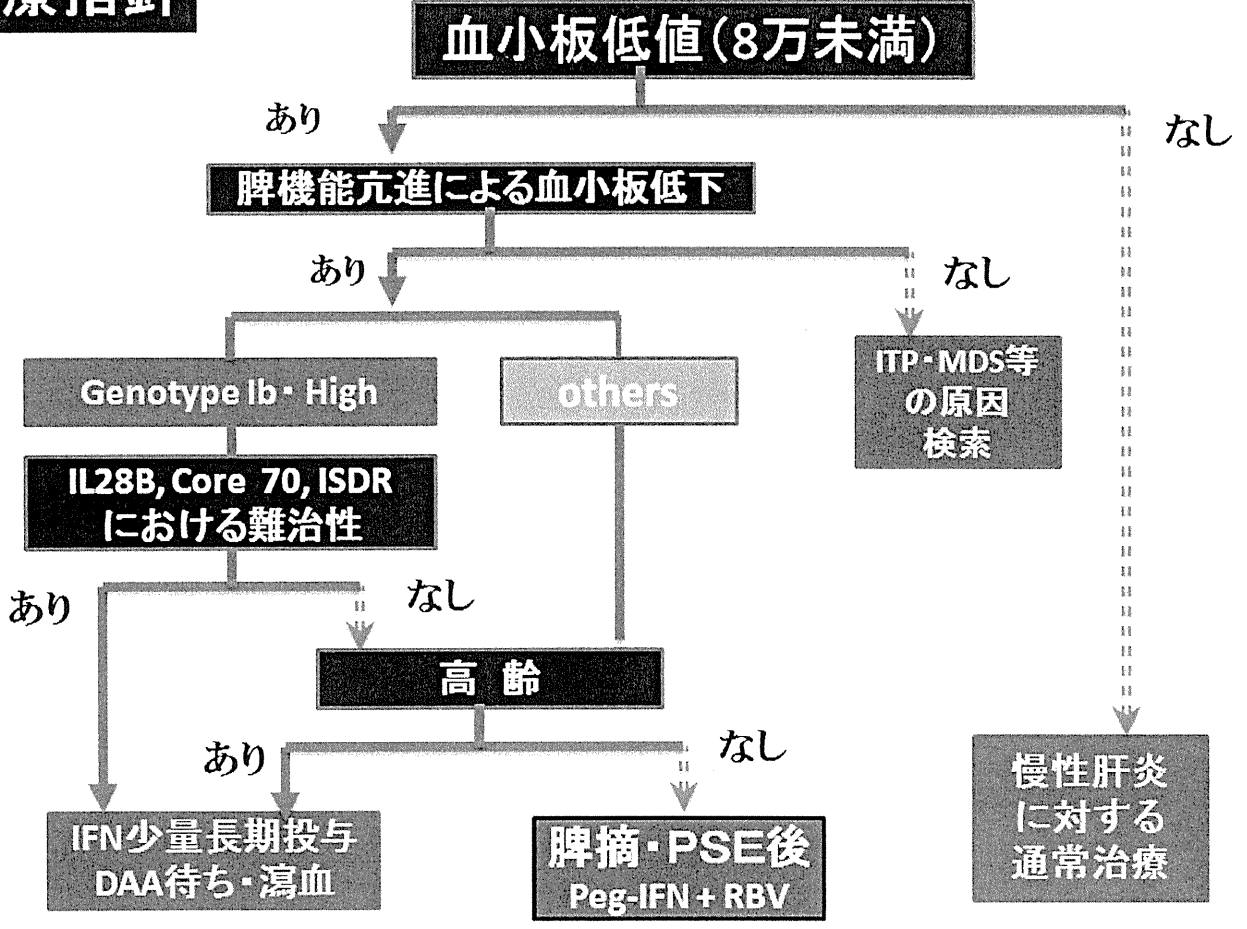 療指針
血小板低値(8万未満)
あり
なし
脾機能亢進による血小板低下
あり
なし
Genotype Ib・High
others
ITP・MDS等
の原因
検索
IL28B, Core 70, ISDR
における難治性
あり
なし
高 齢
あり
なし
IFN少量長期投与
DAA待ち・瀉血
脾摘・PSE後
Peg-IFN + RBV
慢性肝炎
に対する
通常治療